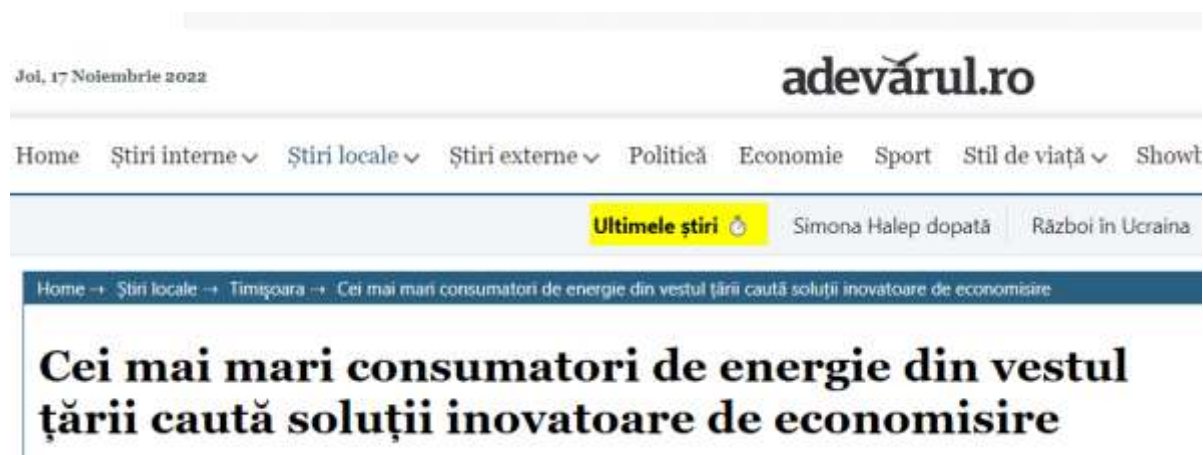 Joi, 17 Noiembrie 2022
adevărul.ro
Home Știri interne Știri locale Știri externe Politică Economie Sport Stil de viață Showb
Ultimele știri Simona Halep dopată Război în Ucraina
Home → Știri locale → Timișoara → Cei mai mari consumatori de energie din vestul țării caută soluții inovatoare de economisire
Cei mai mari consumatori de energie din vestul
țării caută soluții inovatoare de economisire